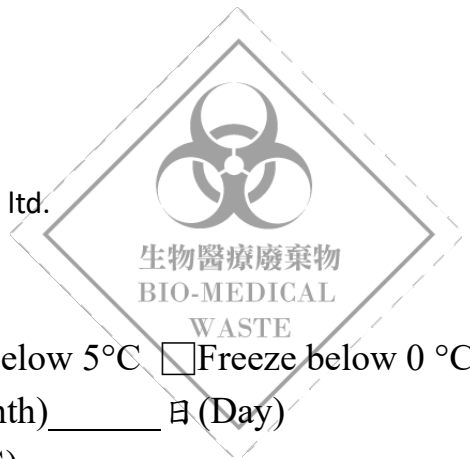 ltd.
生物醫療廢棄物
BIO-MEDICAL
WASTE
elow 5°C □Freeze below 0 °C
nth)______ 日(Day)